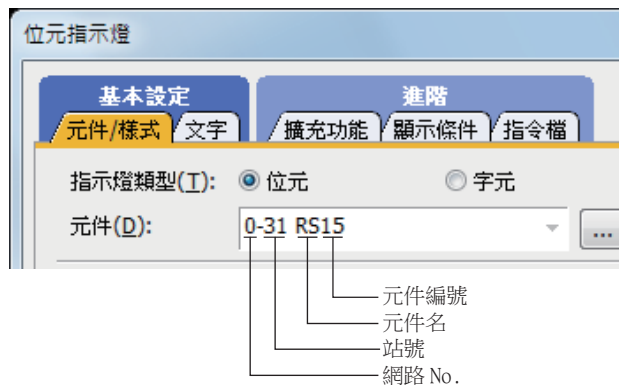 位元指示燈
基本設定 進階
元件/樣式 文字 擴充功能 顯示條件 指令檔
指示燈類型(T): 位元 字元
元件(D): 0-31 RS15 ...
元件編號
元件名
站號
網路 No.